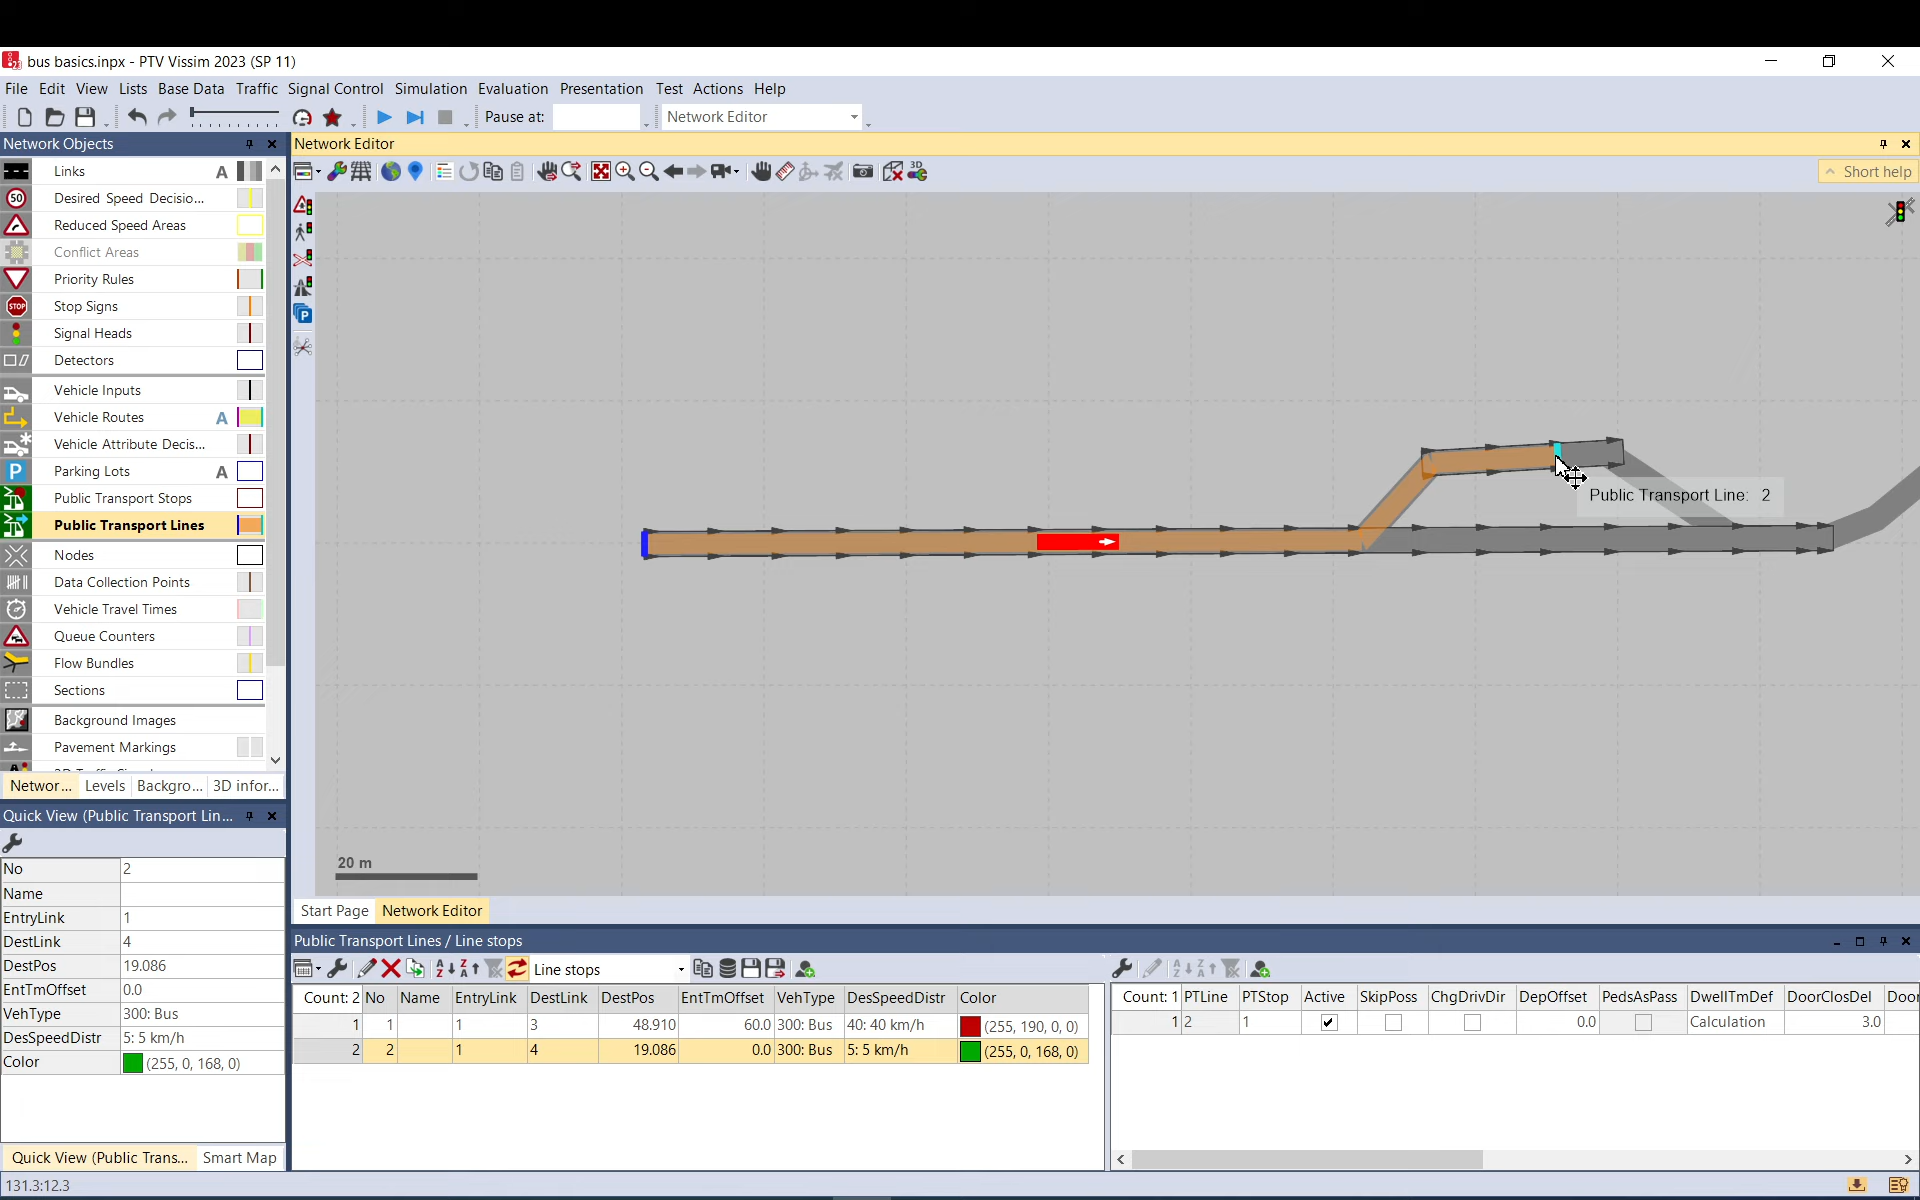 bus basics.inpx - PTV Vissim 2023 (SP 11)
File Edit View Lists Base Data Traffic Signal Control Simulation Evaluation Presentation Test Actions Help
Pause at: Network Editor
Network Objects
Links A
50 Desired Speed Decisio...
Reduced Speed Areas
Conflict Areas
Priority Rules
STOP Stop Signs
Signal Heads
Detectors
Vehicle Inputs
Vehicle Routes A
Vehicle Attribute Decis...
P Parking Lots A
Public Transport Stops
Public Transport Lines
Nodes
Data Collection Points
Vehicle Travel Times
Queue Counters
Flow Bundles
Sections
Background Images
Pavement Markings
Networ... Levels Backgro... 3D infor...
Quick View (Public Transport Lin...
No 2
Name
EntryLink 1
DestLink 4
DestPos 19.086
EntTmOffset 0.0
VehType 300: Bus
DesSpeedDistr 5: 5 km/h
Color (255, 0, 168, 0)
Quick View (Public Trans... Smart Map
131.3:12.3
Network Editor
3D
Short help
P
Public Transport Line: 2
20 m
Start Page Network Editor
Public Transport Lines / Line stops
Line stops
Count: 2 No Name EntryLink DestLink DestPos EntTmOffset VehType DesSpeedDistr Color
1 1 1 3 48.910 60.0 300: Bus 40: 40 km/h (255, 190, 0, 0)
2 2 1 4 19.086 0.0 300: Bus 5: 5 km/h (255, 0, 168, 0)
Count: 1 PTLine PTStop Active SkipPoss ChgDrivDir DepOffset PedsAsPass DwellTmDef DoorClosDel Door
1 2 1 0.0 Calculation 3.0